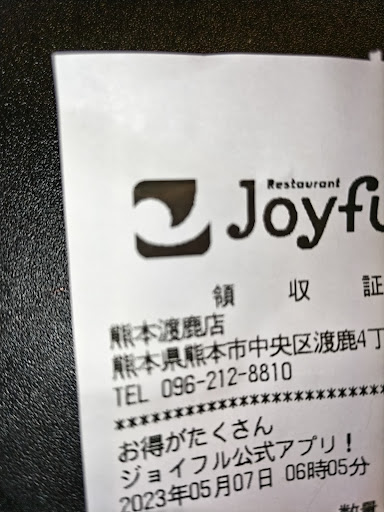 Restaurant
Joyfu
領 収 証
熊本渡鹿店
熊本県熊本市中央区渡鹿4丁
TEL 096-212-8810
**************************
お得がたくさん
ジョイフル公式アプリ！
2023年05月07日 06時05分
数量